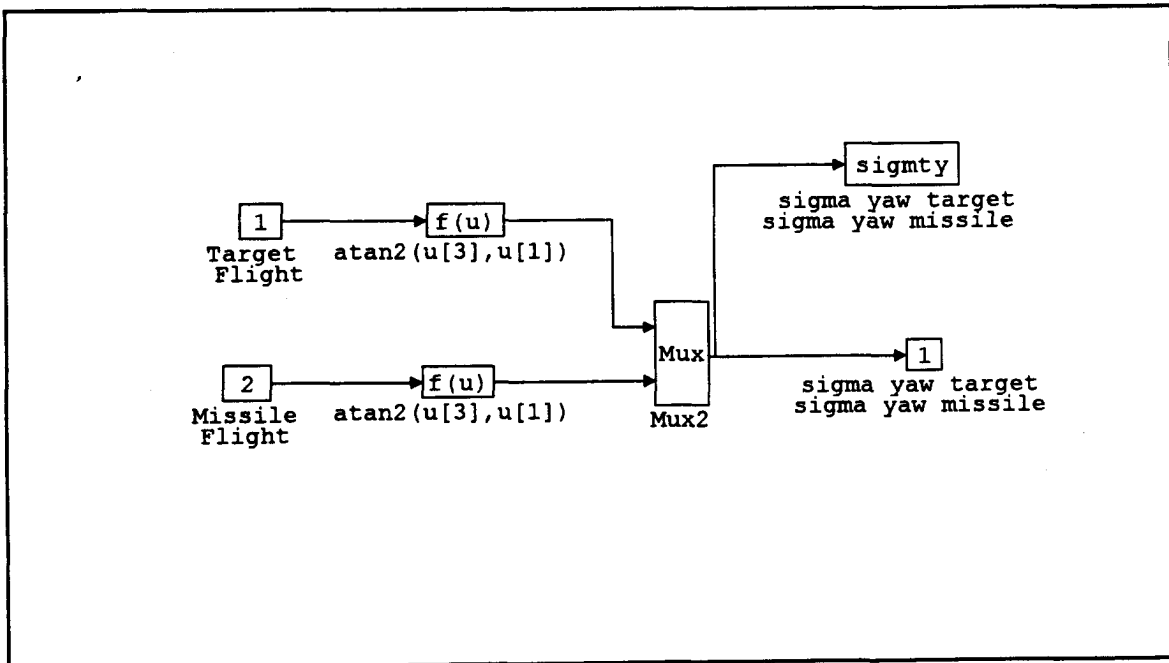 sigmty
sigma yaw target
sigma yaw missile
1
f(u)
Target
Flight
atan2(u[3],u[1])
Mux
Mux2
1
sigma yaw target
sigma yaw missile
2
f(u)
Missile
Flight
atan2(u[3],u[1])